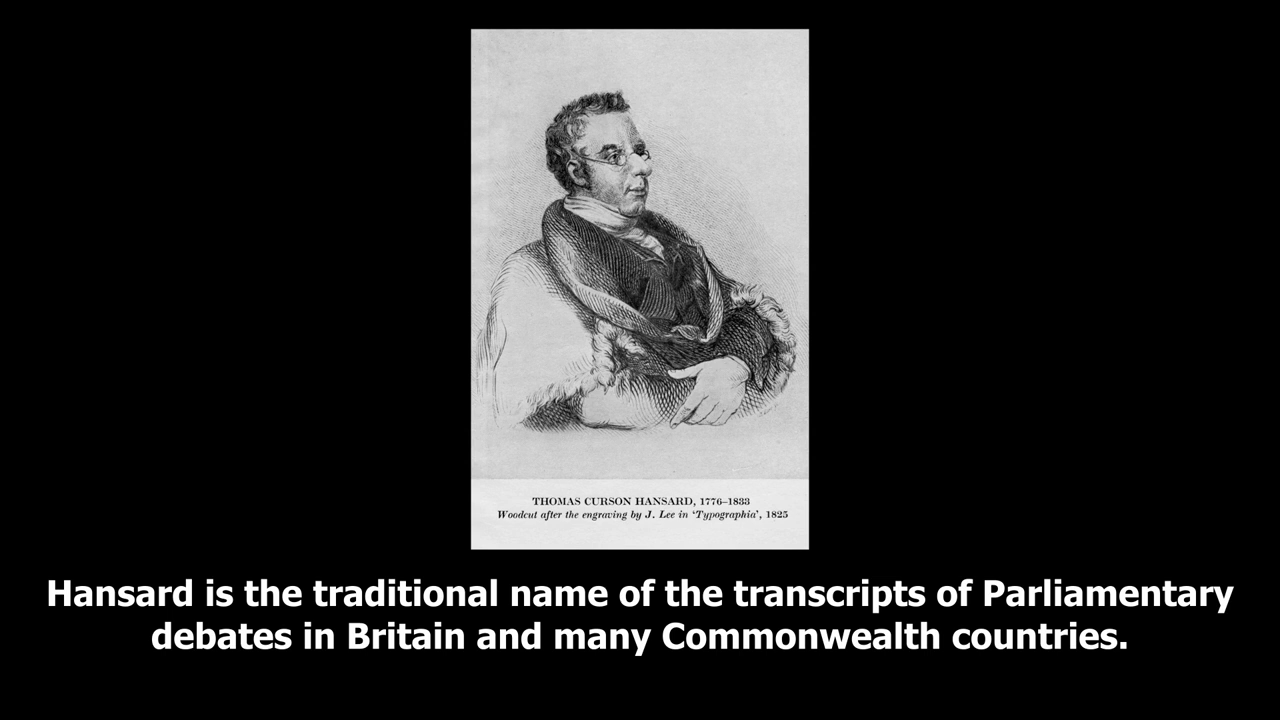 THOMAS CURSON HANSARD, 1776–1833
Woodcut after the engraving by J. Lee in ‘Typographia’, 1825
Hansard is the traditional name of the transcripts of Parliamentary
debates in Britain and many Commonwealth countries.